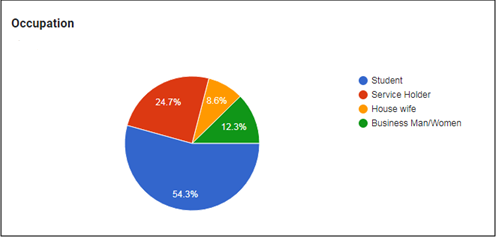 Occupation
Student
Service Holder
House wife
Business Man/Women
24.7%
8.6%
12.3%
54.3%